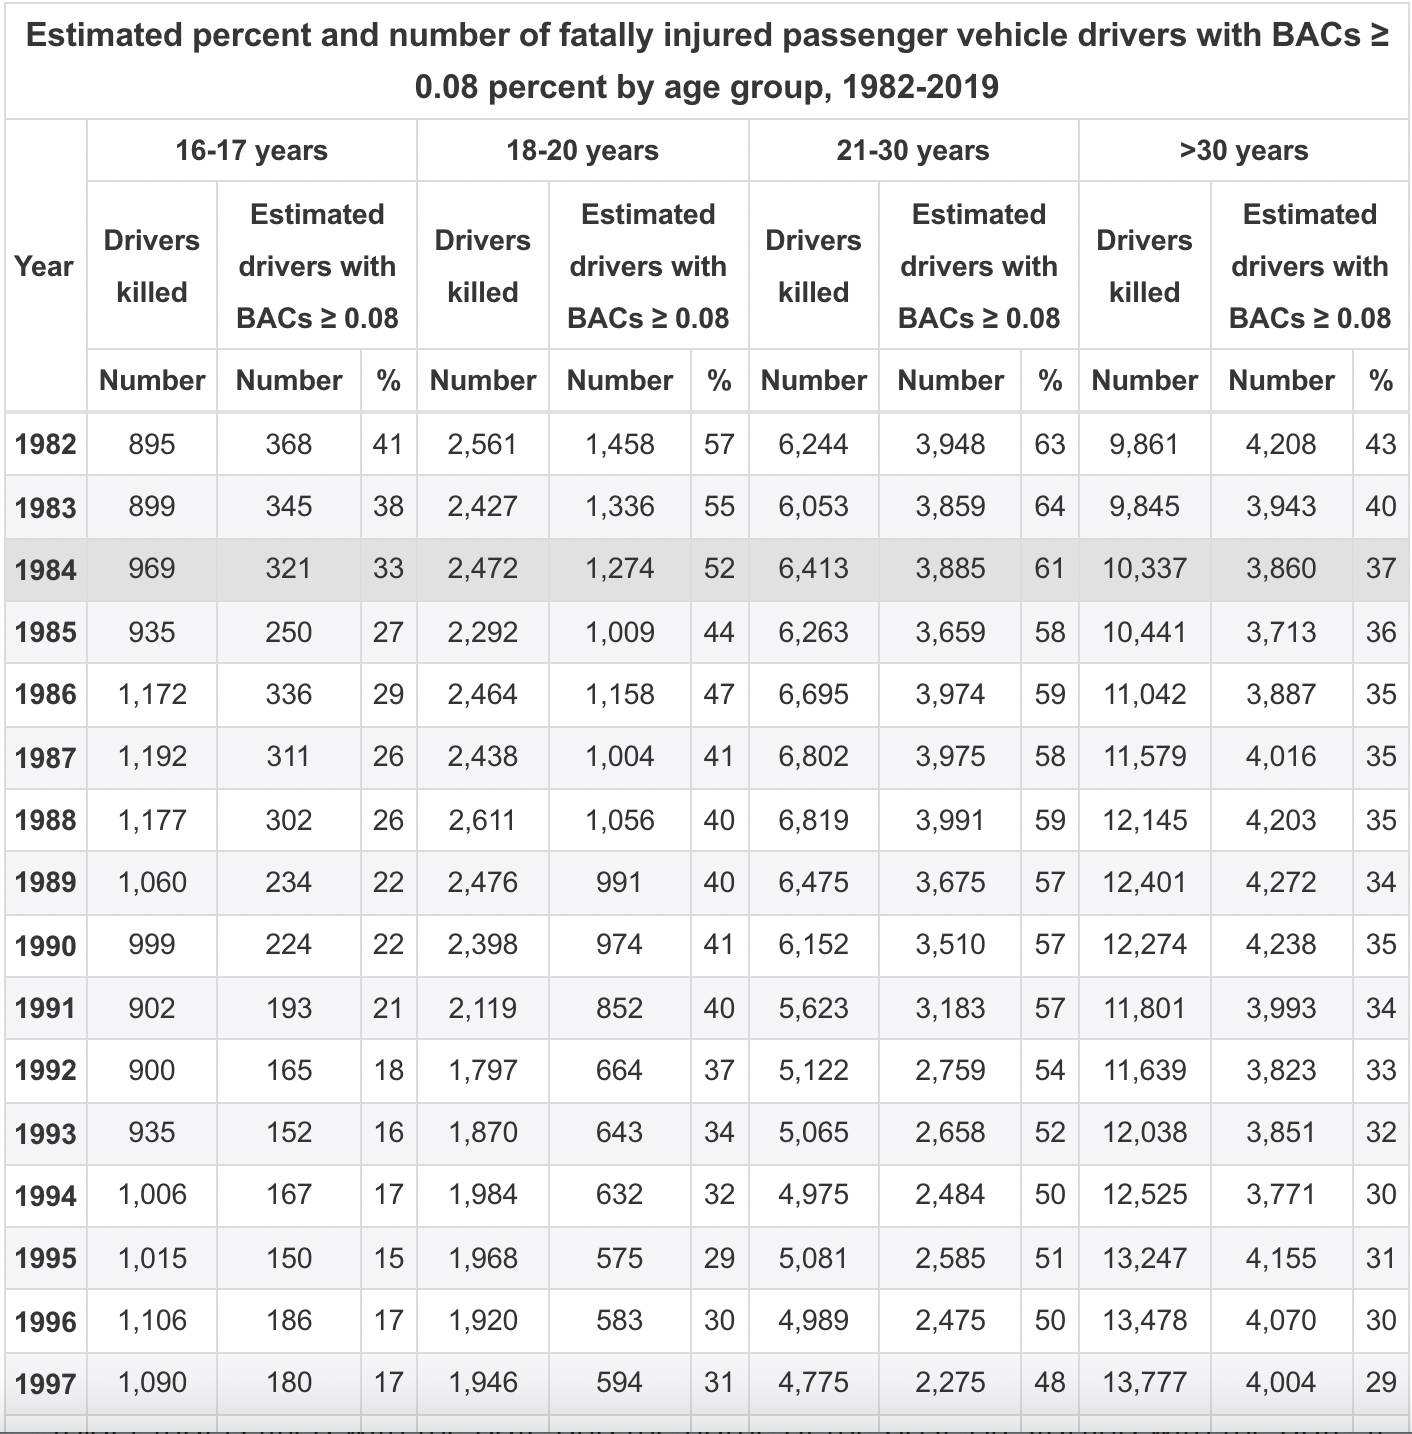 Estimated percent and number of fatally injured passenger vehicle drivers with BACs ≥
0.08 percent by age group, 1982-2019
Year 16-17 years 18-20 years 21-30 years >30 years
Drivers killed Estimated drivers with BACs ≥ 0.08 Drivers killed Estimated drivers with BACs ≥ 0.08 Drivers killed Estimated drivers with BACs ≥ 0.08 Drivers killed Estimated drivers with BACs ≥ 0.08
Number Number % Number Number % Number Number % Number Number %
1982 895 368 41 2,561 1,458 57 6,244 3,948 63 9,861 4,208 43
1983 899 345 38 2,427 1,336 55 6,053 3,859 64 9,845 3,943 40
1984 969 321 33 2,472 1,274 52 6,413 3,885 61 10,337 3,860 37
1985 935 250 27 2,292 1,009 44 6,263 3,659 58 10,441 3,713 36
1986 1,172 336 29 2,464 1,158 47 6,695 3,974 59 11,042 3,887 35
1987 1,192 311 26 2,438 1,004 41 6,802 3,975 58 11,579 4,016 35
1988 1,177 302 26 2,611 1,056 40 6,819 3,991 59 12,145 4,203 35
1989 1,060 234 22 2,476 991 40 6,475 3,675 57 12,401 4,272 34
1990 999 224 22 2,398 974 41 6,152 3,510 57 12,274 4,238 35
1991 902 193 21 2,119 852 40 5,623 3,183 57 11,801 3,993 34
1992 900 165 18 1,797 664 37 5,122 2,759 54 11,639 3,823 33
1993 935 152 16 1,870 643 34 5,065 2,658 52 12,038 3,851 32
1994 1,006 167 17 1,984 632 32 4,975 2,484 50 12,525 3,771 30
1995 1,015 150 15 1,968 575 29 5,081 2,585 51 13,247 4,155 31
1996 1,106 186 17 1,920 583 30 4,989 2,475 50 13,478 4,070 30
1997 1,090 180 17 1,946 594 31 4,775 2,275 48 13,777 4,004 29